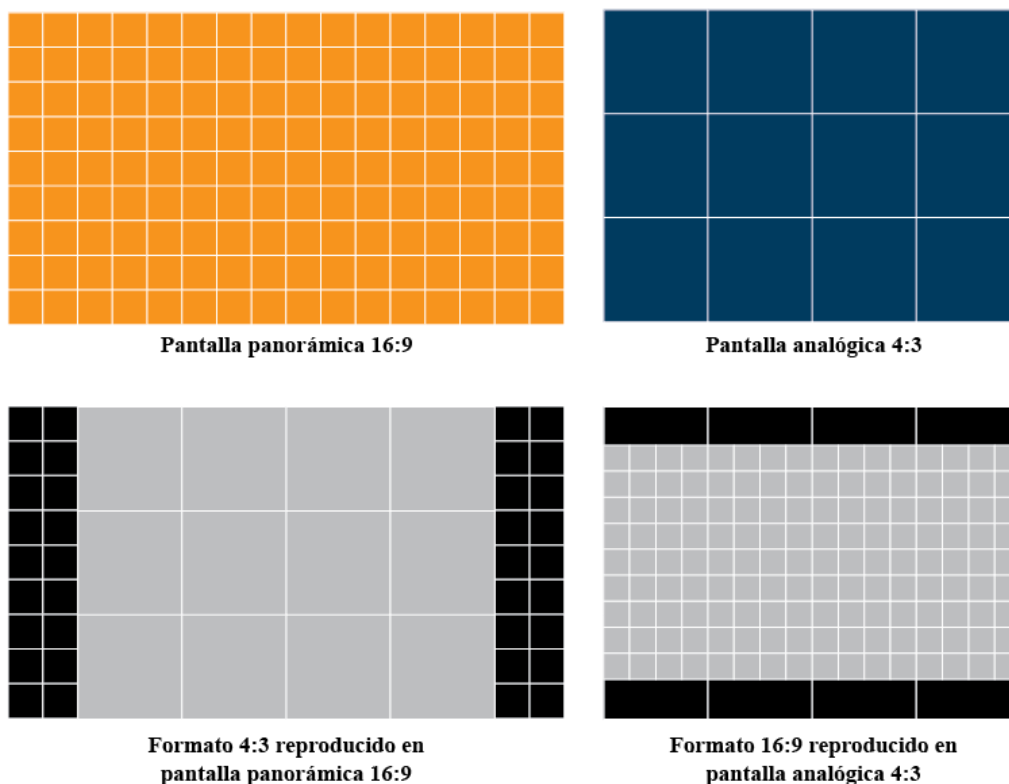 Pantalla panorámica 16:9
Pantalla analógica 4:3
Formato 4:3 reproducido en
pantalla panorámica 16:9
Formato 16:9 reproducido en
pantalla analógica 4:3